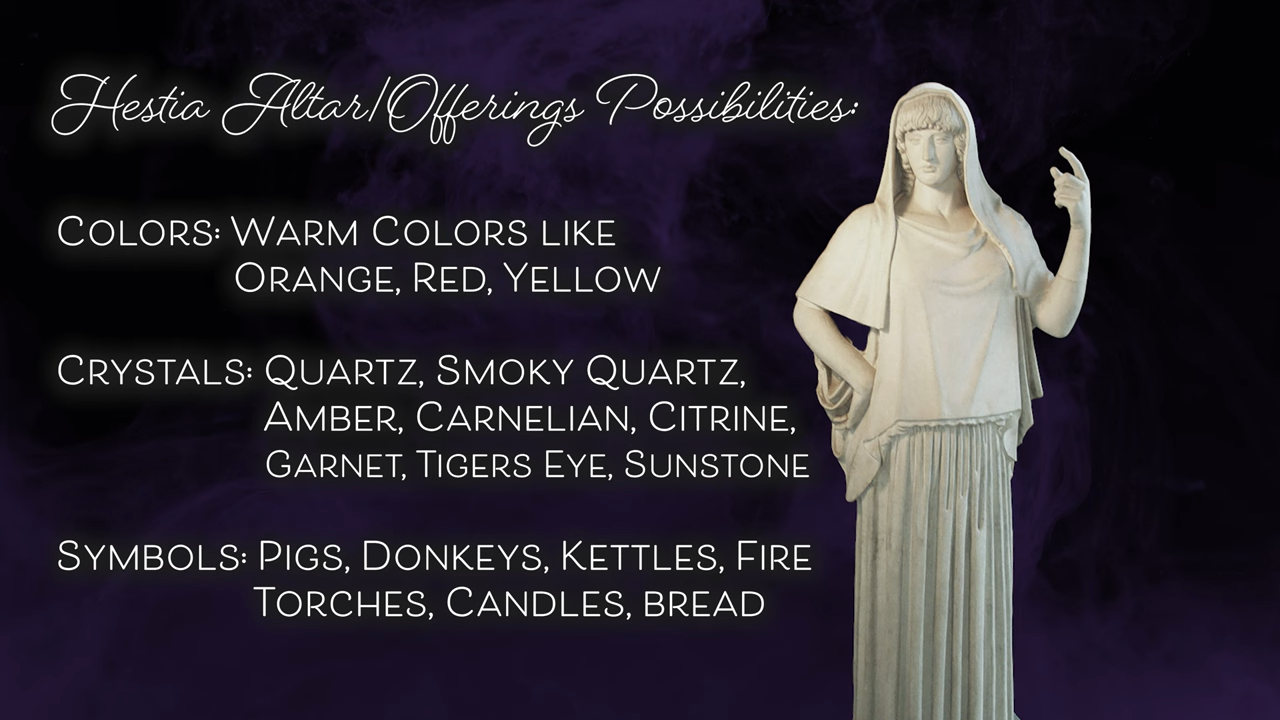 Hestia Altar/Offerings Possibilities:
Colors: Warm Colors like
Orange, Red, Yellow
Crystals: Quartz, Smoky Quartz,
Amber, Carnelian, Citrine,
Garnet, Tigers Eye, Sunstone
Symbols: Pigs, Donkeys, Kettles, Fire
Torches, Candles, bread